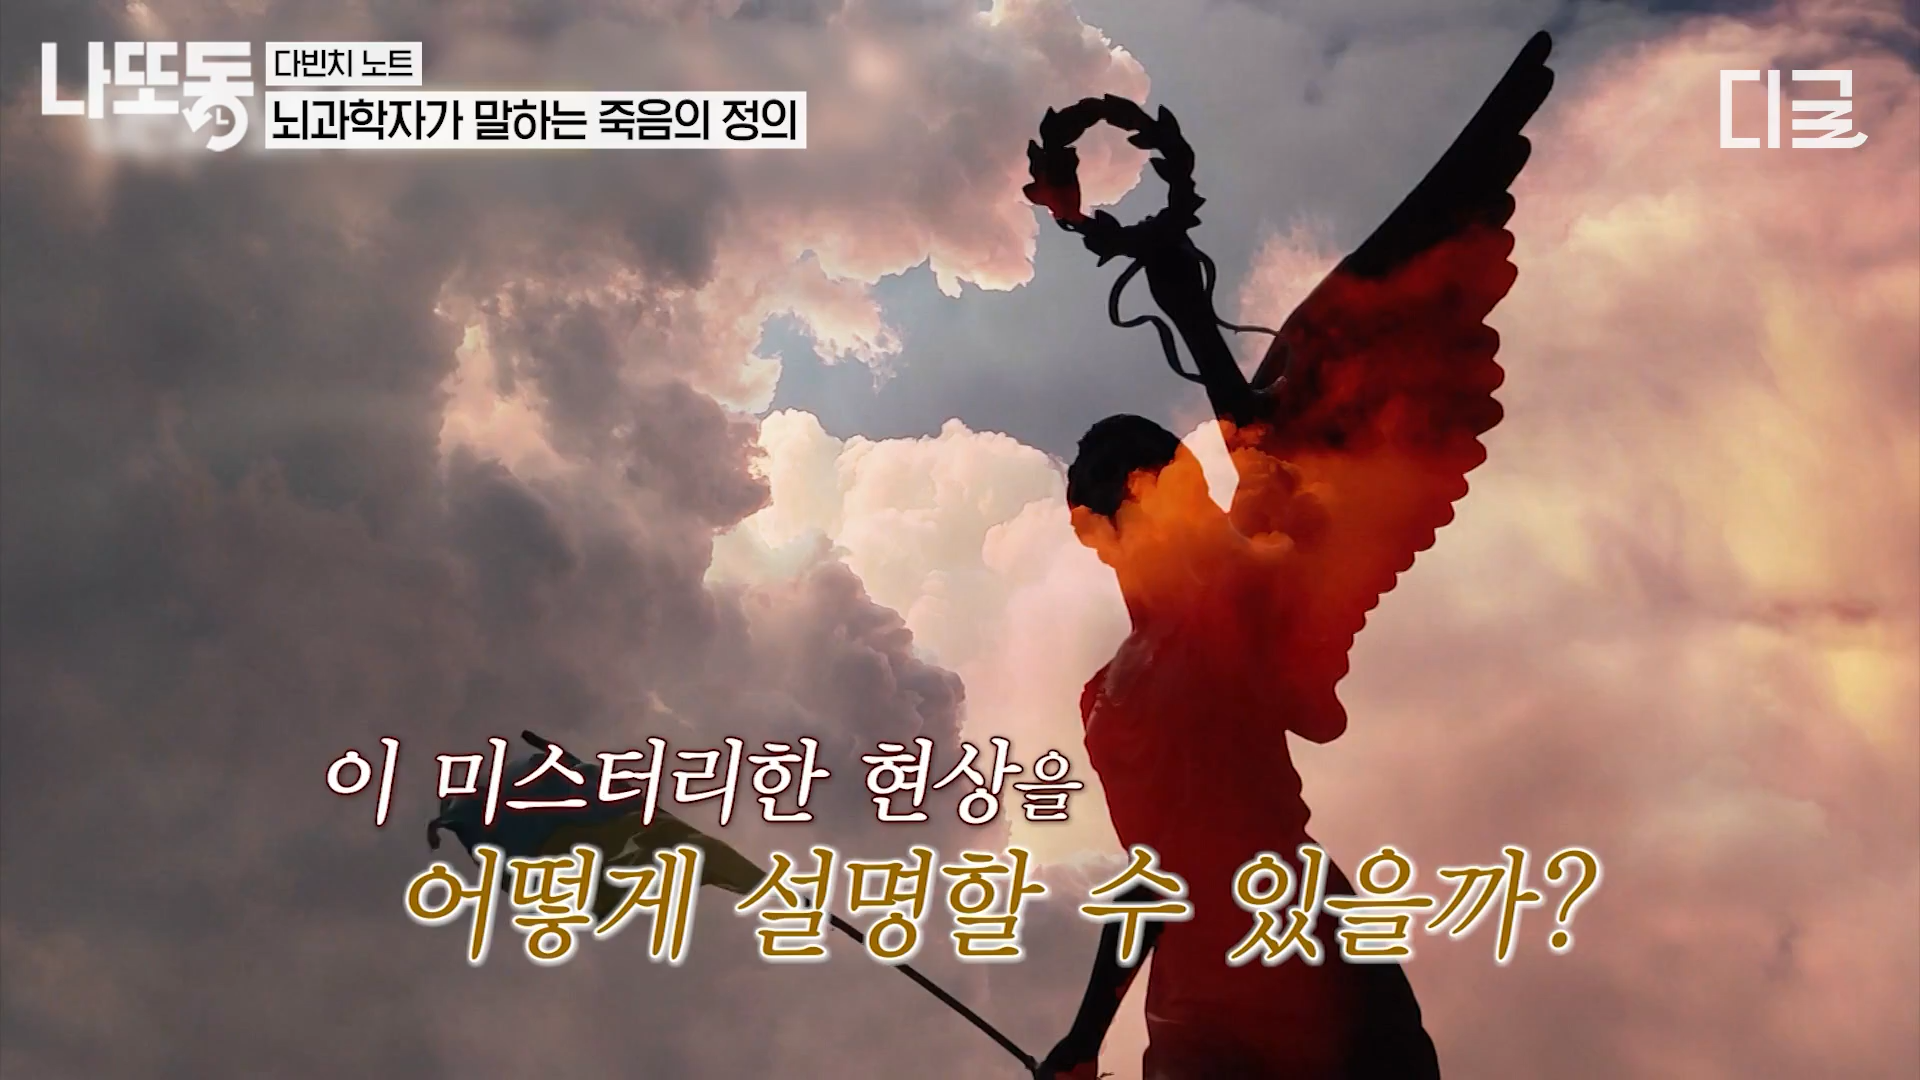 나또동
다빈치 노트
뇌과학자가 말하는 죽음의 정의
디글
이 미스터리한 현상을
어떻게 설명할 수 있을까?